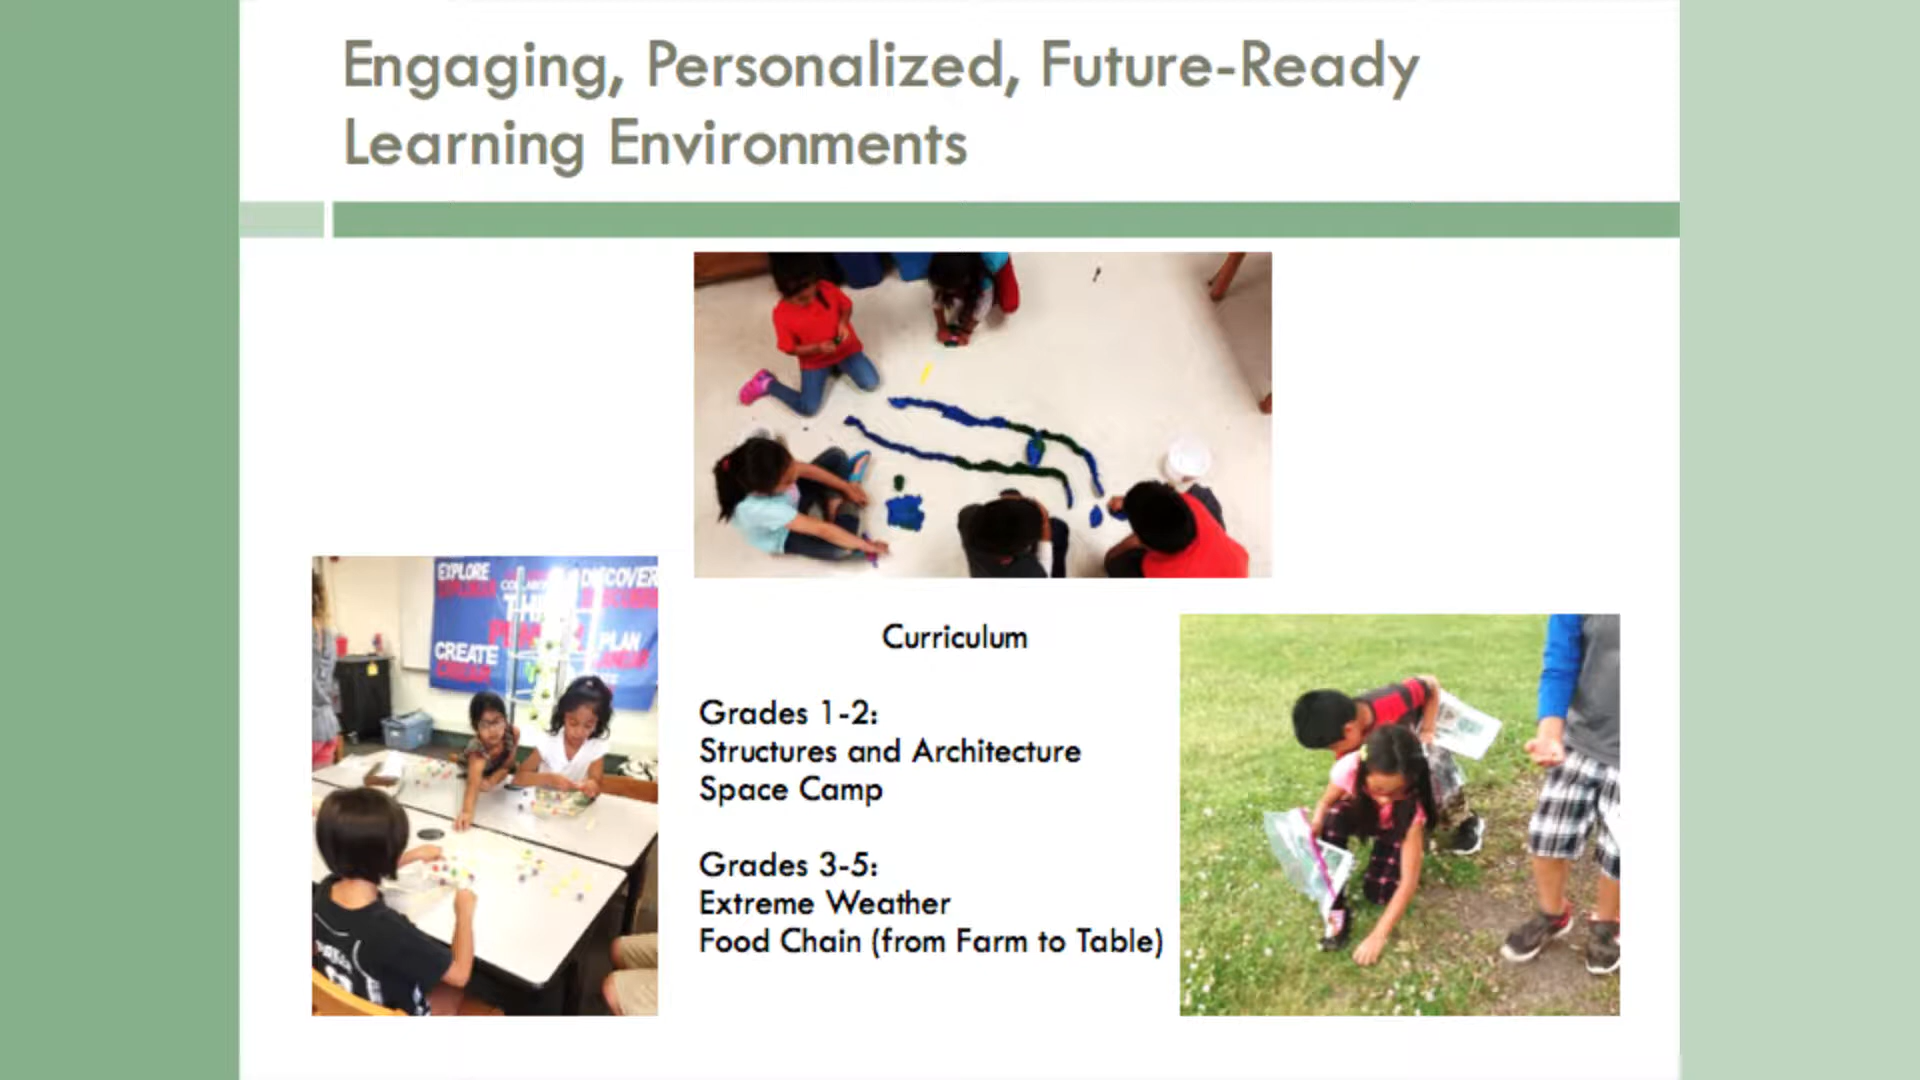 Engaging, Personalized, Future-Ready
Learning Environments
EXPLORE
DISCOVER
PLAN
CREATE
Curriculum
Grades 1-2:
Structures and Architecture
Space Camp
Grades 3-5:
Extreme Weather
Food Chain (from Farm to Table)